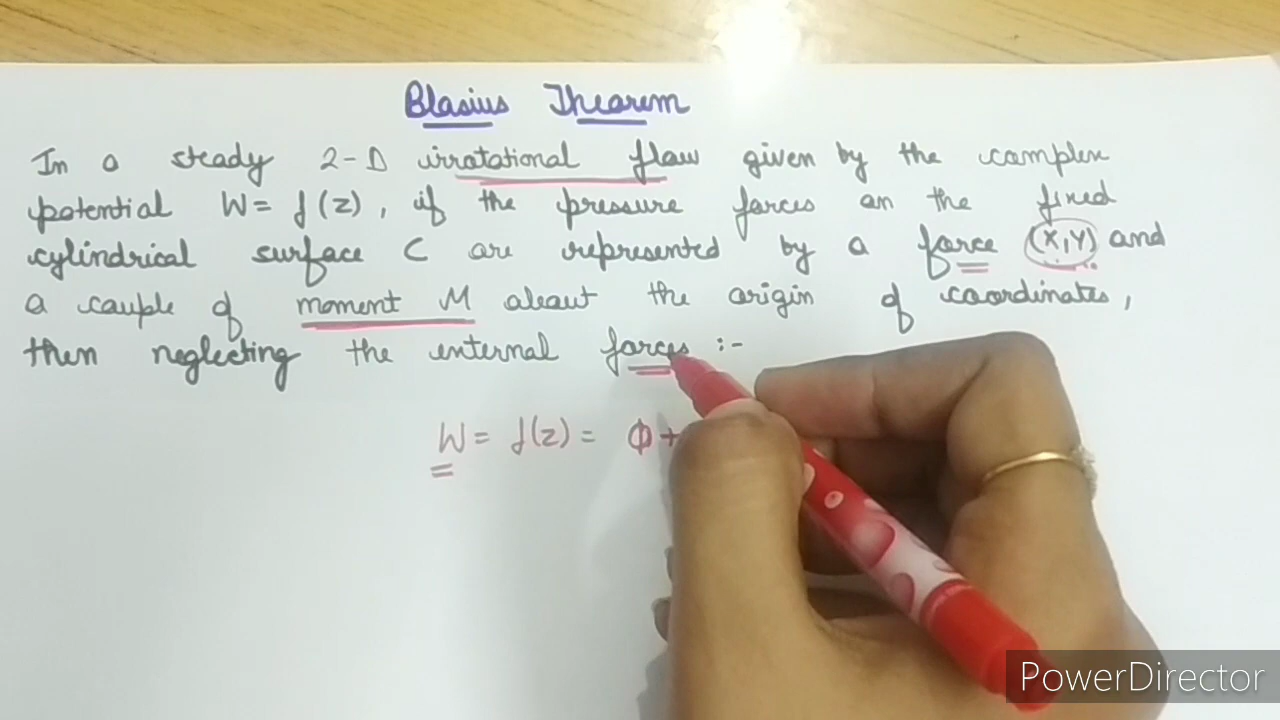 Blasius Theorem
In a steady 2-D irrotational flow given by the complex
potential W = f(z), if the pressure forces on the fixed
cylindrical surface C are represented by a force (X,Y) and
a couple of moment M about the origin of coordinates,
then neglecting the external forces :-
W = f(z) = ϕ +
PowerDirector